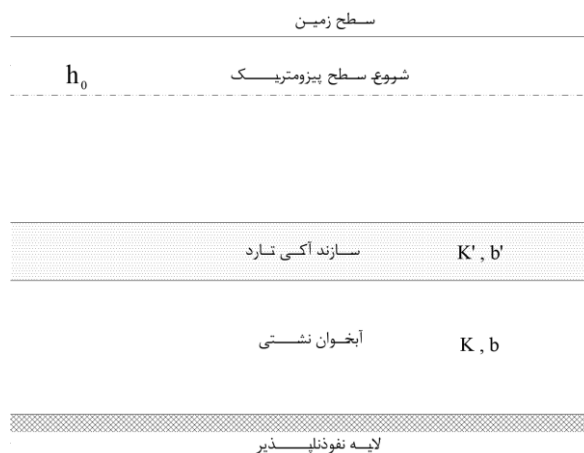 سطح زمین
h₀ شروع سطح پیزومتریک
سازند آکی تارد K' , b'
آبخوان نشتی K , b
لایه نفوذناپذیر